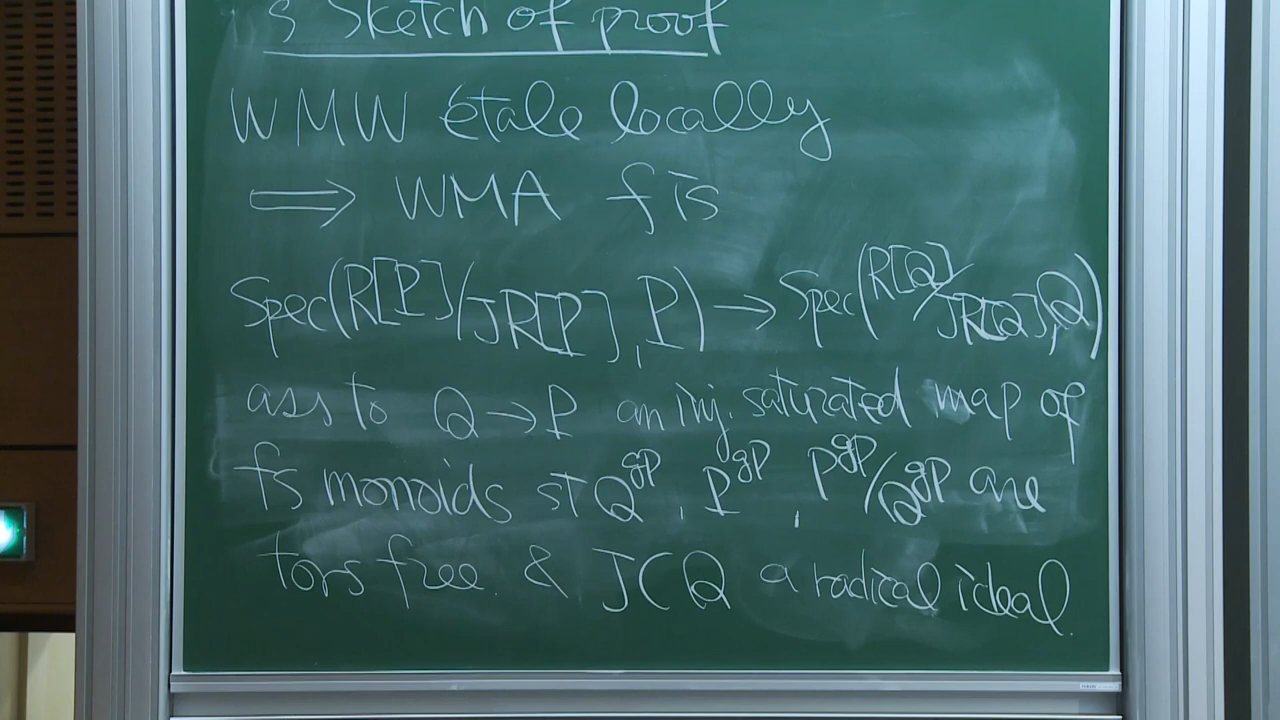 § Sketch of proof
WMW étale locally
⟹ WMA f is
Spec(R[P]/JR[P], P) → Spec(R[Q]/JR[Q], Q)
ass to Q → P an inj. saturated map of
fs monoids st Q^gp, P^gp, P^gp/Q^gp are
tors free. & J ⊂ Q a radical ideal.